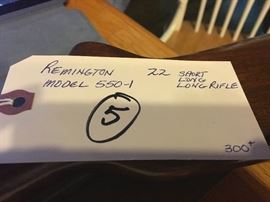 REMINGTON 22 SHORT
LONG
MODEL 550-1 LONG RIFLE
5
300+